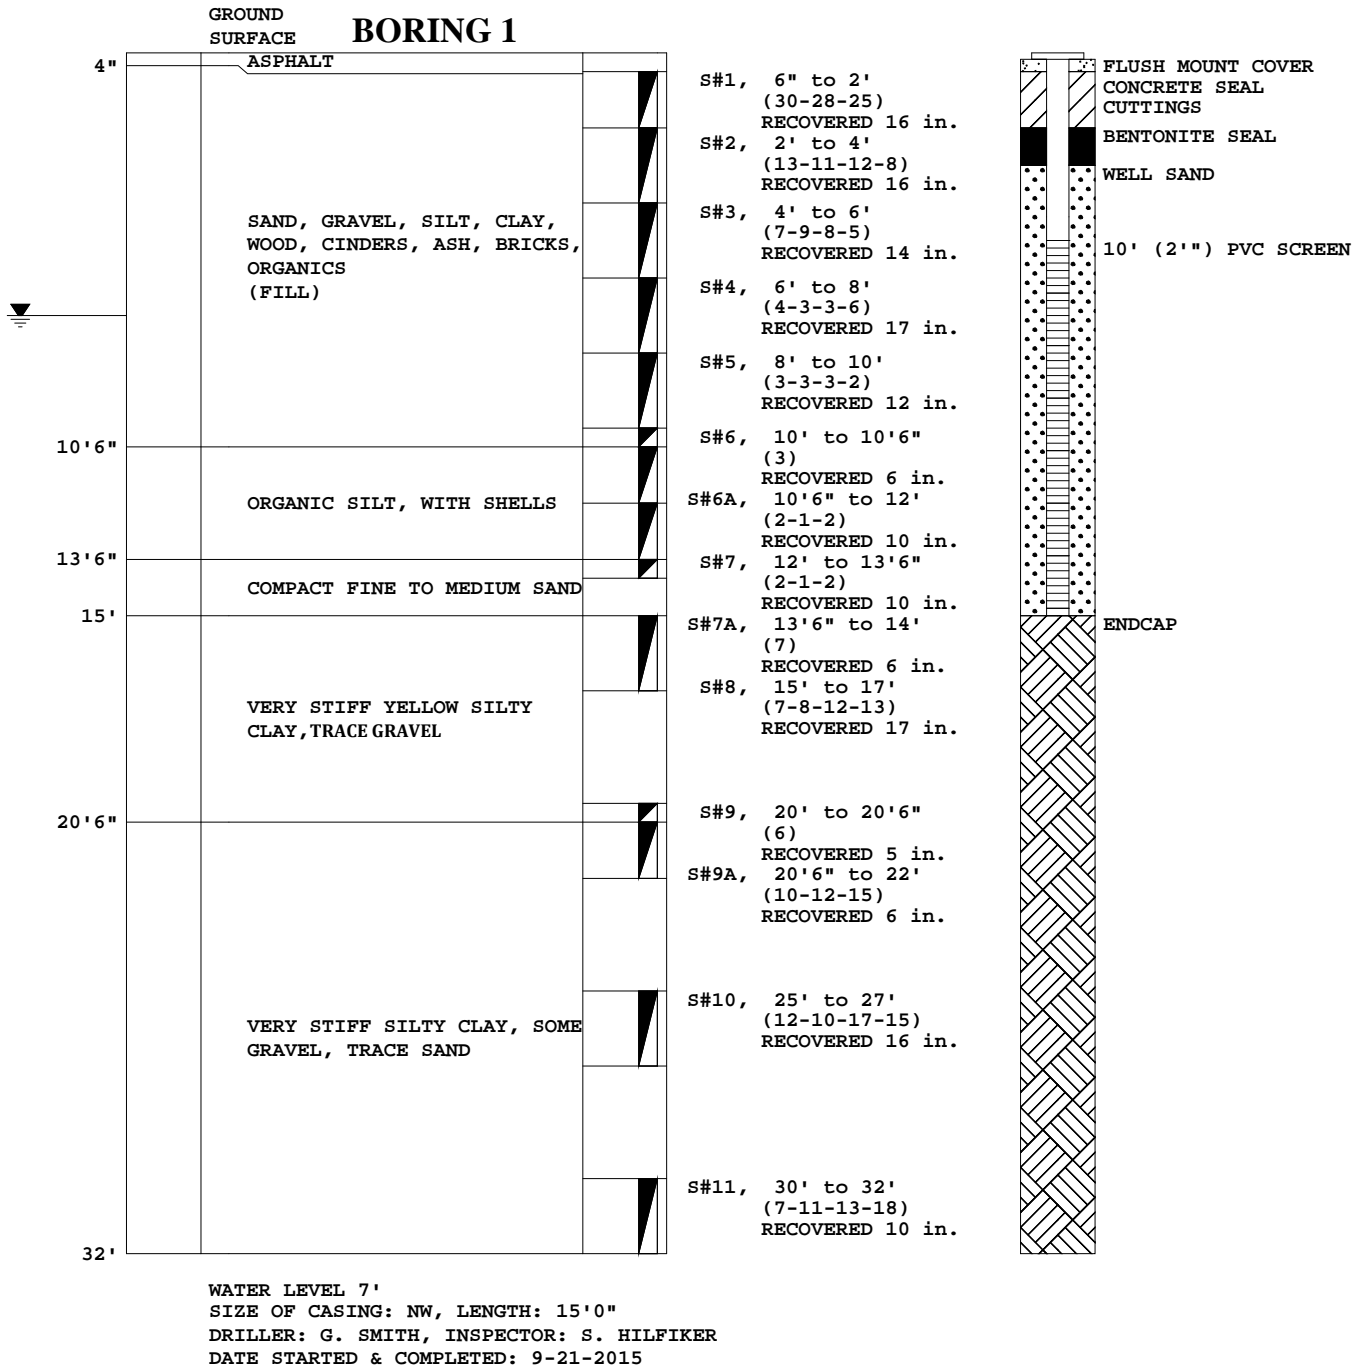 GROUND
SURFACE
BORING 1
4"
ASPHALT
SAND, GRAVEL, SILT, CLAY,
WOOD, CINDERS, ASH, BRICKS,
ORGANICS
(FILL)
10'6"
ORGANIC SILT, WITH SHELLS
13'6"
COMPACT FINE TO MEDIUM SAND
15'
VERY STIFF YELLOW SILTY
CLAY, TRACE GRAVEL
20'6"
VERY STIFF SILTY CLAY, SOME
GRAVEL, TRACE SAND
32'
S#1, 6" to 2'
(30-28-25)
RECOVERED 16 in.
S#2, 2' to 4'
(13-11-12-8)
RECOVERED 16 in.
S#3, 4' to 6'
(7-9-8-5)
RECOVERED 14 in.
S#4, 6' to 8'
(4-3-3-6)
RECOVERED 17 in.
S#5, 8' to 10'
(3-3-3-2)
RECOVERED 12 in.
S#6, 10' to 10'6"
(3)
RECOVERED 6 in.
S#6A, 10'6" to 12'
(2-1-2)
RECOVERED 10 in.
S#7, 12' to 13'6"
(2-1-2)
RECOVERED 10 in.
S#7A, 13'6" to 14'
(7)
RECOVERED 6 in.
S#8, 15' to 17'
(7-8-12-13)
RECOVERED 17 in.
S#9, 20' to 20'6"
(6)
RECOVERED 5 in.
S#9A, 20'6" to 22'
(10-12-15)
RECOVERED 6 in.
S#10, 25' to 27'
(12-10-17-15)
RECOVERED 16 in.
S#11, 30' to 32'
(7-11-13-18)
RECOVERED 10 in.
FLUSH MOUNT COVER
CONCRETE SEAL
CUTTINGS
BENTONITE SEAL
WELL SAND
10' (2'") PVC SCREEN
ENDCAP
WATER LEVEL 7'
SIZE OF CASING: NW, LENGTH: 15'0"
DRILLER: G. SMITH, INSPECTOR: S. HILFIKER
DATE STARTED & COMPLETED: 9-21-2015